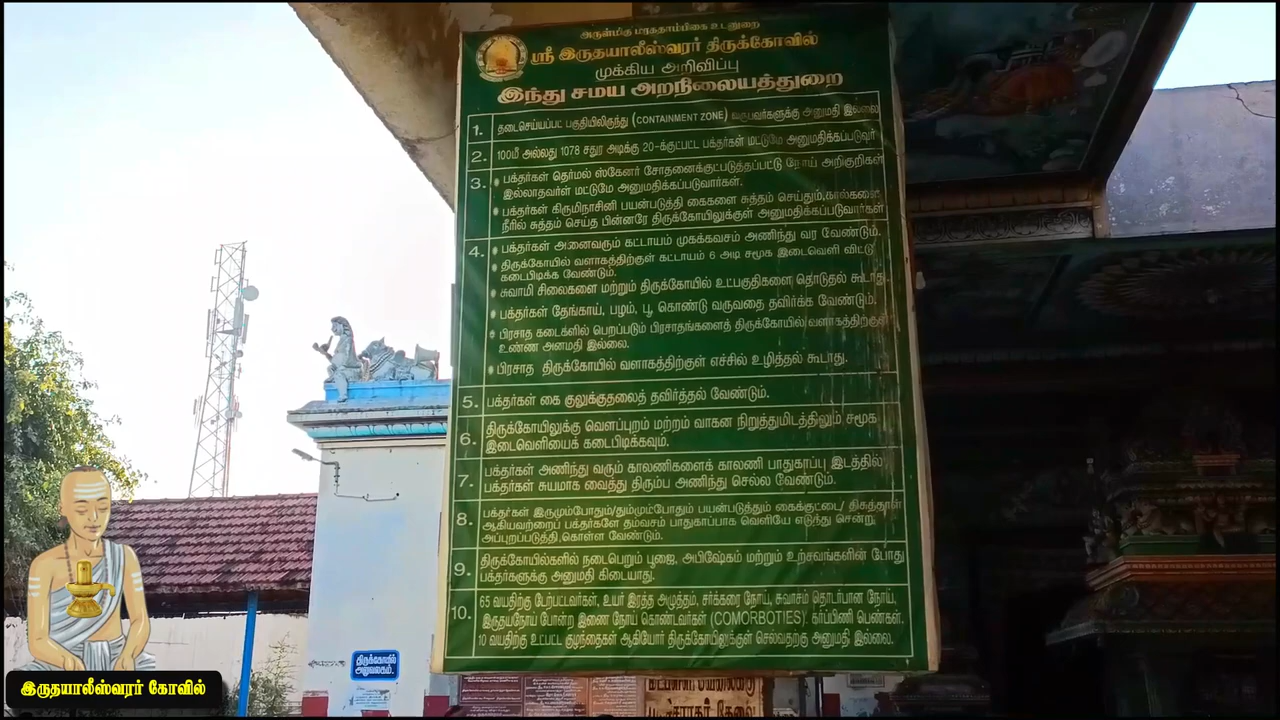 அருள்மிகு மரகதாம்பிகை உடனுறை
ஸ்ரீ இருதயாலீஸ்வரர் திருக்கோவில்
முக்கிய அறிவிப்பு
இந்து சமய அறநிலையத்துறை
1. தடைசெய்யப்பட்ட பகுதியிலிருந்து (CONTAINMENT ZONE) வருபவர்களுக்கு அனுமதி இல்லை
2. 100மீ அல்லது 1078 சதுர அடிக்கு 20-க்குட்பட்ட பக்தர்கள் மட்டுமே அனுமதிக்கப்படுவர்
3. பக்தர்கள் தெர்மல் ஸ்கேனர் சோதனைக்குட்படுத்தப்பட்டு நோய் அறிகுறிகள்
இல்லாதவர்ள் மட்டுமே அனுமதிக்கப்படுவார்கள்.
பக்தர்கள் கிருமிநாசினி பயன்படுத்தி கைகளை சுத்தம் செய்தும்,கால்களை
நீரில் சுத்தம் செய்த பின்னரே திருக்கோயிலுக்குள் அனுமதிக்கப்படுவார்கள்
4. பக்தர்கள் அனைவரும் கட்டாயம் முகக்கவசம் அணிந்து வர வேண்டும்.
திருக்கோயில் வளாகத்திற்குள் கட்டாயம் 6 அடி சமூக இடைவெளி விட்டு
கடைபிடிக்க வேண்டும்.
சுவாமி சிலைகளை மற்றும் திருக்கோயில் உட்பகுதிகளை தொடுதல் கூடாது.
பக்தர்கள் தேங்காய், பழம், பூ, கொண்டு வருவதை தவிர்க்க வேண்டும்.
பிரசாத கடைகளில் பெறப்படும் பிரசாதங்களைத் திருக்கோயில் வளாகத்திற்குள்
உண்ண அனமதி இல்லை.
பிரசாத திருக்கோயில் வளாகத்திற்குள் எச்சில் உழித்தல் கூடாது.
5. பக்தர்கள் கை குலுக்குதலைத் தவிர்த்தல் வேண்டும்.
6. திருக்கோயிலுக்கு வெளப்புறம் மற்றம் வாகன நிறுத்துமிடத்திலும் சமூக
இடைவெளியைக் கடைபிடிக்கவும்.
7. பக்தர்கள் அணிந்து வரும் காலணிகளைக் காலணி பாதுகாப்பு இடத்தில்
பக்தர்கள் சுயமாக வைத்து திரும்ப அணிந்து செல்ல வேண்டும்.
8. பக்தர்கள் இருமும்போதும்/தும்மும்போதும் பயன்படுத்தும் கைக்குட்டை/ திசுத்தாள்
ஆகியவற்றைப் பக்தர்களே தம்வசம் பாதுகாப்பாக வெளியே எடுத்து சென்று,
அப்புறப்படுத்தி கொள்ள வேண்டும்.
9. திருக்கோயில்களில் நடைபெறும் பூஜை, அபிஷேகம் மற்றும் உற்சவங்களின் போது
பக்தர்களுக்கு அனுமதி கிடையாது.
10. 65 வயதிற்கு மேற்பட்டவர்கள், உயர் இரத்த அழுத்தம், சர்க்கரை நோய், சுவாசம் தொடர்பான நோய்,
இருதயநோய் போன்ற இணை நோய் கொண்டவர்கள் (COMORBOTIES). கர்ப்பிணி பெண்கள்.
10 வயதிற்கு உட்பட்ட குழந்தைகள் ஆகியோர் திருக்கோயிலுக்குள் செல்வதற்கு அனுமதி இல்லை.
திருக்கோயில்
அலுவலகம்.
இருதயாலீஸ்வரர் கோவில்